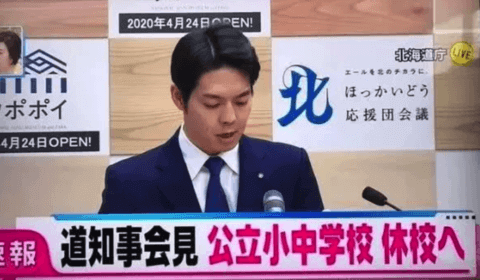 2020年4月24日OPEN!
北海道庁 LIVE
エールを北のチカラに。
北 ほっかいどう
応援団会議
ウポポイ
4月24日OPEN!
速報 道知事会見 公立小中学校 休校へ